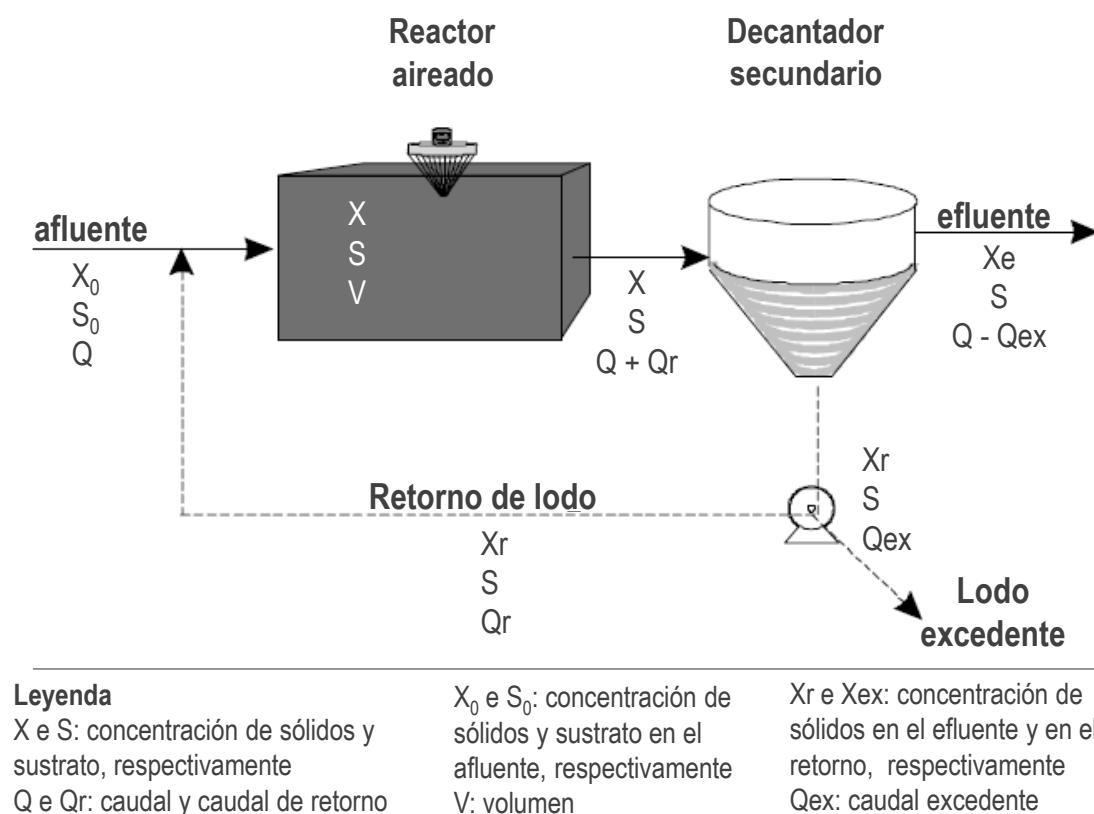 Reactor
aireado
Decantador
secundario
afluente
X₀
S₀
Q
X
S
V
X
S
Q + Qr
efluente
Xe
S
Q - Qex
Retorno de lodo
Xr
S
Qr
Xr
S
Qex
Lodo
excedente
Leyenda
X e S: concentración de sólidos y
sustrato, respectivamente
Q e Qr: caudal y caudal de retorno
X₀ e S₀: concentración de
sólidos y sustrato en el
afluente, respectivamente
V: volumen
Xr e Xex: concentración de
sólidos en el efluente y en el
retorno, respectivamente
Qex: caudal excedente